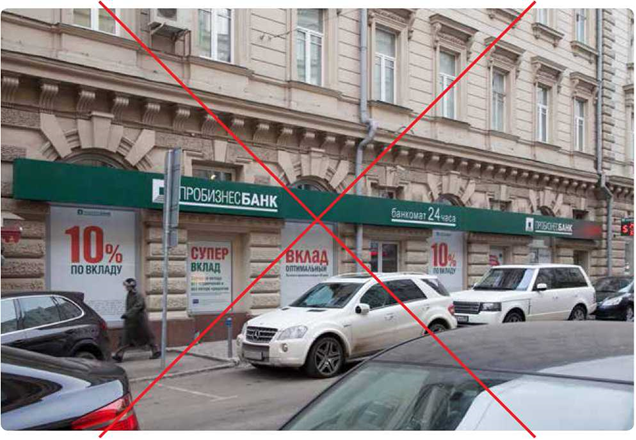 ПРОБИЗНЕСБАНК
банкомат 24 часа
ПРОБИЗНЕСБАНК
10%
ПО ВКЛАДУ
СУПЕР
ВКЛАД
ВКЛАД
ОПТИМАЛЬНЫЙ
10%
ПО ВКЛАДУ